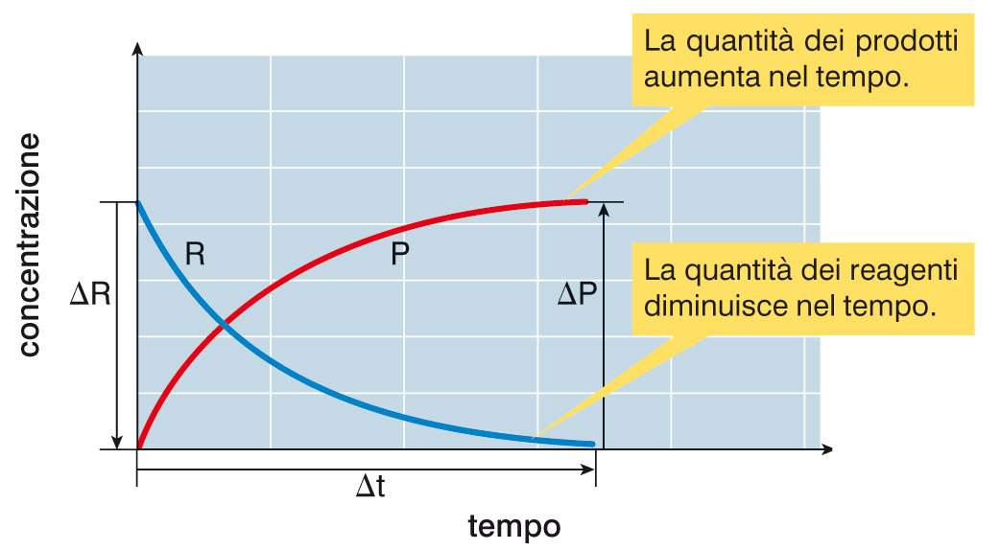 La quantità dei prodotti
aumenta nel tempo.
concentrazione
R
P
ΔR
ΔP
La quantità dei reagenti
diminuisce nel tempo.
Δt
tempo